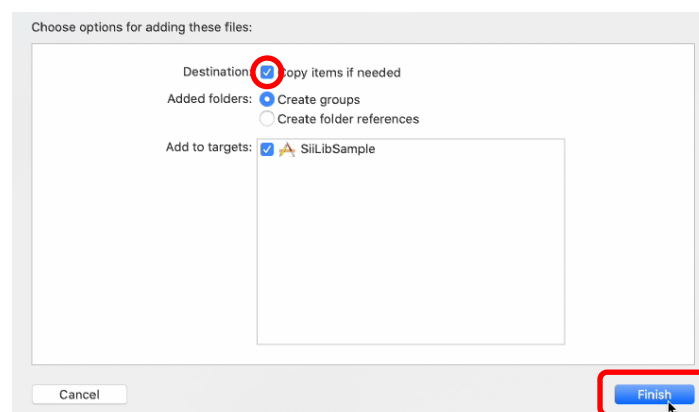 Choose options for adding these files:
Destination: Copy items if needed
Added folders: Create groups
Create folder references
Add to targets: SiiLibSample
Cancel
Finish